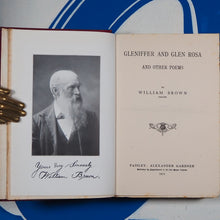 Yours Very Sincerely
William Brown.
GLENIFFER AND GLEN ROSA
AND OTHER POEMS
BY
WILLIAM BROWN
PAISLEY: ALEXANDER GARDNER